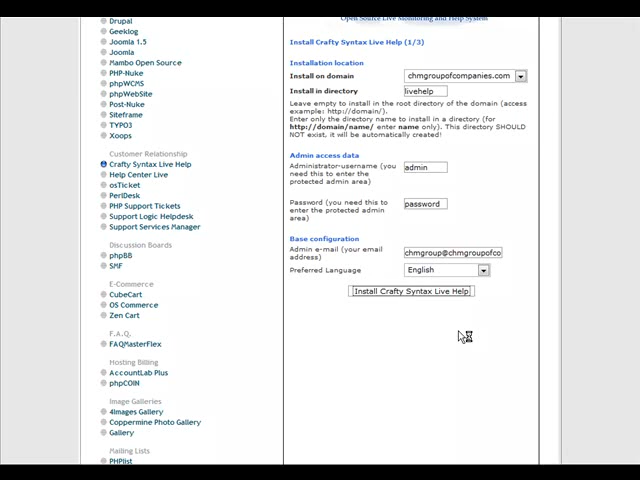 Drupal
Geeklog
Joomla 1.5
Joomla
Mambo Open Source
PHP-Nuke
phpWCMS
phpWebSite
Post-Nuke
Siteframe
TYPO3
Xoops
Customer Relationship
Crafty Syntax Live Help
Help Center Live
osTicket
PerlDesk
PHP Support Tickets
Support Logic Helpdesk
Support Services Manager
Discussion Boards
phpBB
SMF
E-Commerce
CubeCart
OS Commerce
Zen Cart
F.A.Q.
FAQMasterFlex
Hosting Billing
AccountLab Plus
phpCOIN
Image Galleries
4Images Gallery
Coppermine Photo Gallery
Gallery
Mailing Lists
PHPlist
Open Source Live Monitoring and Help System
Install Crafty Syntax Live Help (1/3)
Installation location
Install on domain chmgroupofcompanies.com
Install in directory livehelp
Leave empty to install in the root directory of the domain (access
example: http://domain/).
Enter only the directory name to install in a directory (for
http://domain/name/ enter name only). This directory SHOULD
NOT exist, it will be automatically created!
Admin access data
Administrator-username (you
need this to enter the
protected admin area)
admin
Password (you need this to
enter the protected admin
area)
password
Base configuration
Admin e-mail (your email
address)
chmgroup@chmgroupofco
Preferred Language English
Install Crafty Syntax Live Help